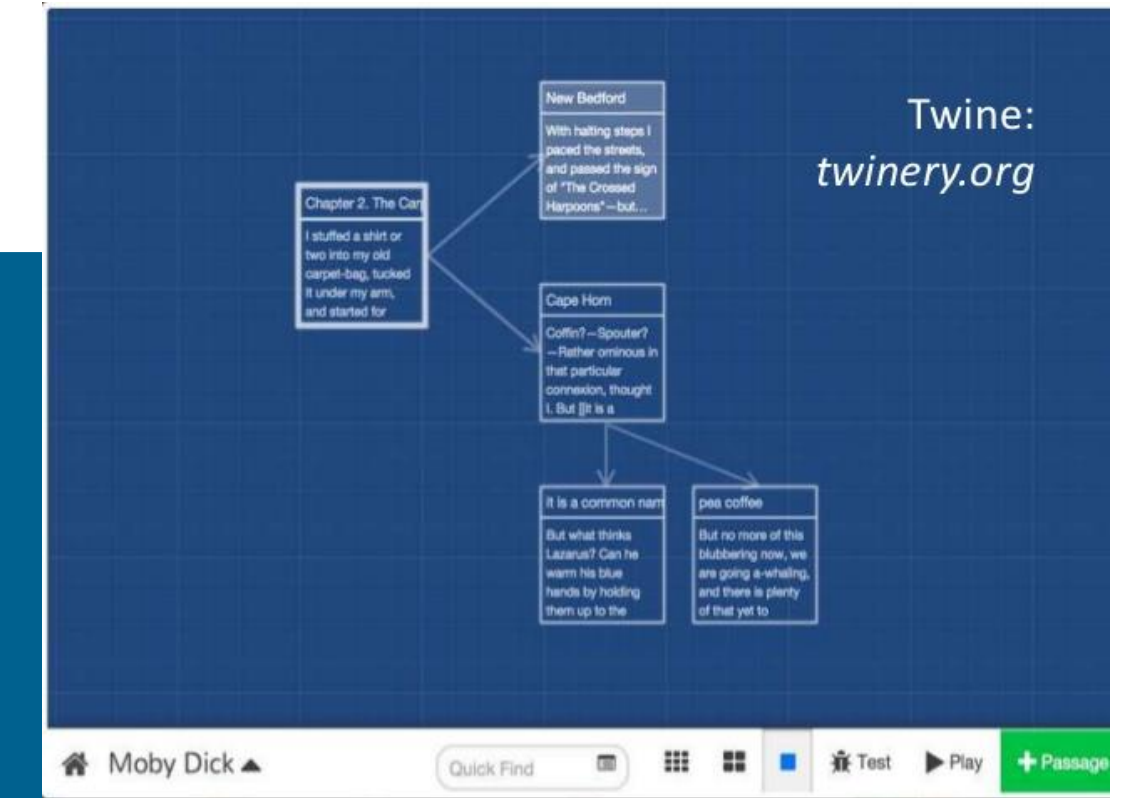 Twine:
twinery.org
New Bedford
With halting steps I
paced the streets,
and passed the sign
of "The Crossed
Harpoons"—but...
Chapter 2. The Car
I stuffed a shirt or
two into my old
carpet-bag, tucked
it under my arm,
and started for
Cape Horn
Coffin?—Spouter?
—Rather ominous in
that particular
connexion, thought
I. But ]]It is a
It is a common nam
But what thinks
Lazarus? Can he
warm his blue
hands by holding
them up to the
pea coffee
But no more of this
blubbering now, we
are going a-whaling,
and there is plenty
of that yet to
Moby Dick
Quick Find
Test
Play
+ Passage